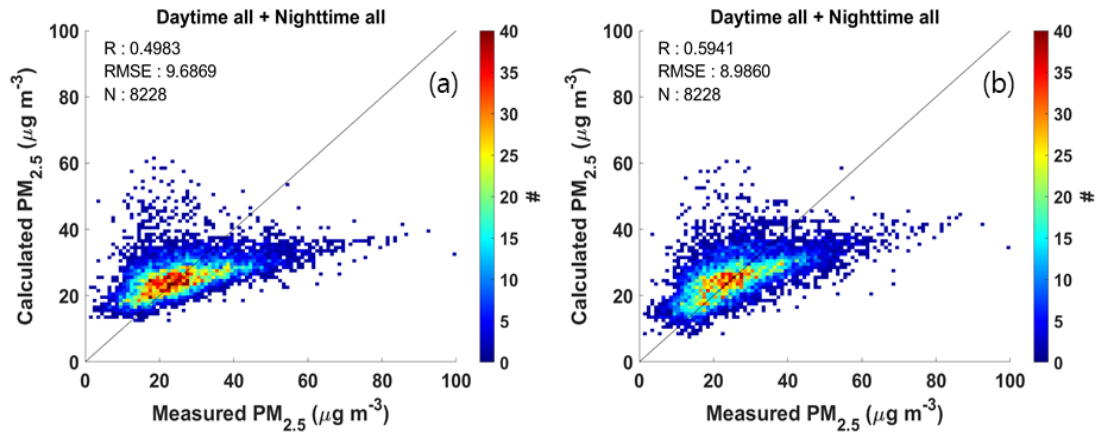 Daytime all + Nighttime all
R : 0.4983
RMSE : 9.6869
N : 8228
(a)
100
80
60
40
20
0
0 20 40 60 80 100
Calculated PM2.5 (μg m-3)
Measured PM2.5 (μg m-3)
40
35
30
25
20
15
10
5
0
#
Daytime all + Nighttime all
R : 0.5941
RMSE : 8.9860
N : 8228
(b)
100
80
60
40
20
0
0 20 40 60 80 100
Calculated PM2.5 (μg m-3)
Measured PM2.5 (μg m-3)
40
35
30
25
20
15
10
5
0
#